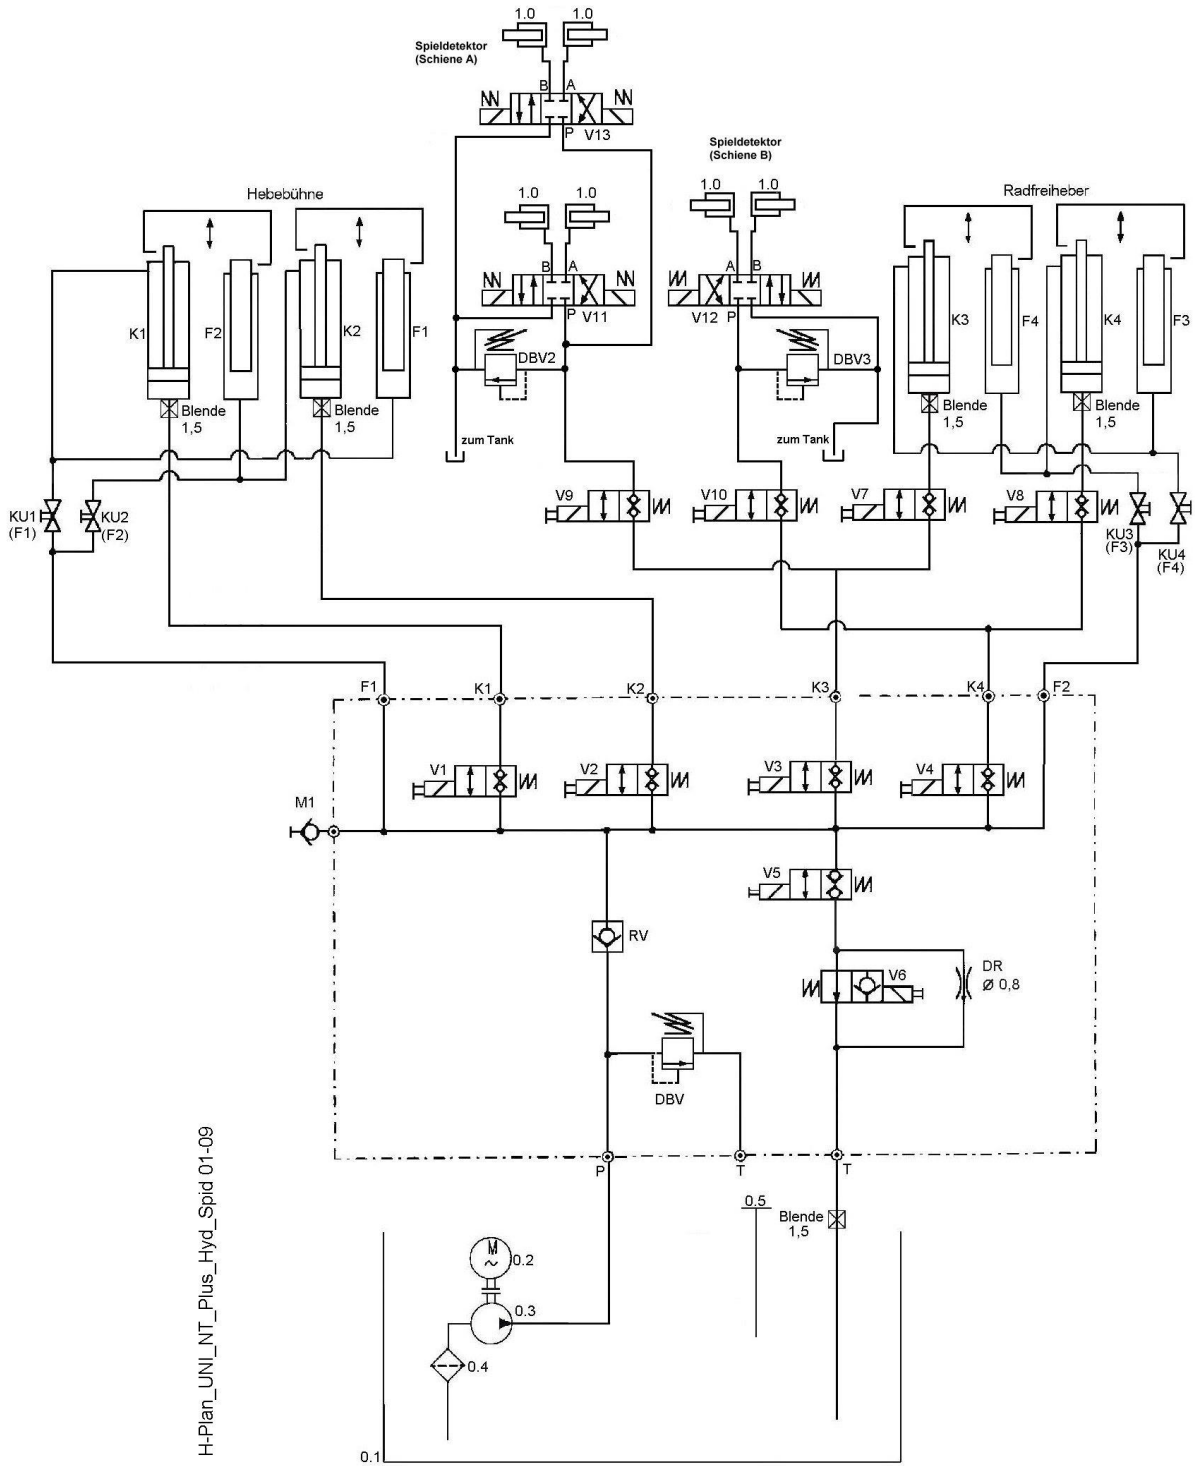 1.0
1.0
Spieldetektor
(Schiene A)
B
A
P
V13
Spieldetektor
(Schiene B)
1.0
1.0
1.0
1.0
Hebebühne
Radfreiheber
B
A
P
V11
A
B
P
V12
K1
F2
K2
F1
K3
F4
K4
F3
DBV2
DBV3
Blende
1,5
Blende
1,5
Blende
1,5
Blende
1,5
zum Tank
zum Tank
V9
V10
V7
V8
KU1
(F1)
KU2
(F2)
KU3
(F3)
KU4
(F4)
F1
K1
K2
K3
K4
F2
V1
V2
V3
V4
M1
V5
RV
V6
DR
Ø 0,8
DBV
P
T
T
0.5
Blende
1,5
M
~
0.2
0.3
0.4
0.1
H-Plan_UNI_NT_Plus_Hyd_Spid 01-09